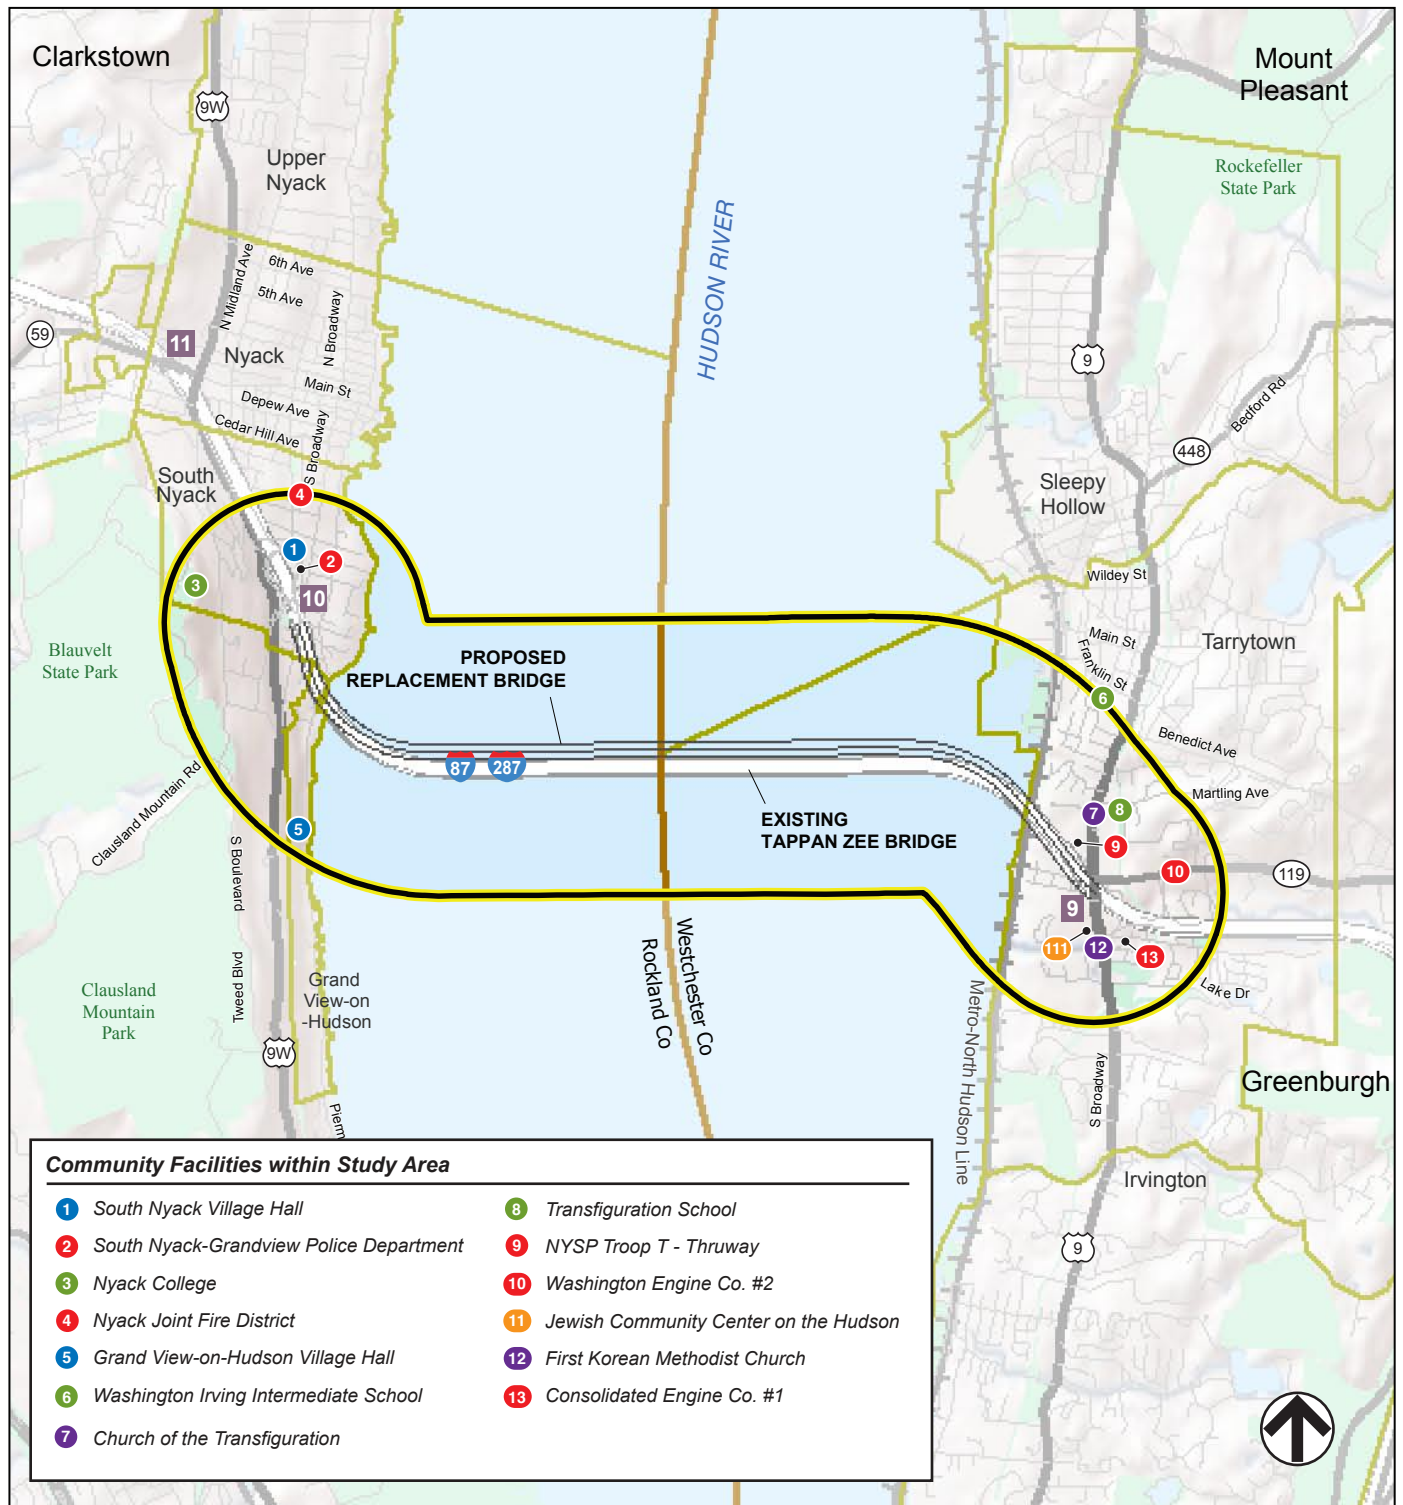 Clarkstown
Mount
Pleasant
9W
Upper
Nyack
Rockefeller
State Park
HUDSON RIVER
N Midland Ave
6th Ave
5th Ave
N Broadway
59
11
Nyack
Main St
Depew Ave
Cedar Hill Ave
S Broadway
9
Bedford Rd
448
South
Nyack
Sleepy
Hollow
4
1
2
3
10
Wildey St
Main St
Franklin St
Tarrytown
Blauvelt
State Park
PROPOSED
REPLACEMENT BRIDGE
6
Benedict Ave
87
287
Martling Ave
Clausland Mountain Rd
EXISTING
TAPPAN ZEE BRIDGE
5
7
8
9
10
119
S Boulevard
9
111
12
13
Tweed Blvd
Clausland
Mountain
Park
Grand
View-on
-Hudson
Westchester Co
Rockland Co
Lake Dr
Metro-North Hudson Line
9W
S Broadway
Greenburgh
Pierm
Irvington
9
Community Facilities within Study Area
1 South Nyack Village Hall
2 South Nyack-Grandview Police Department
3 Nyack College
4 Nyack Joint Fire District
5 Grand View-on-Hudson Village Hall
6 Washington Irving Intermediate School
7 Church of the Transfiguration
8 Transfiguration School
9 NYSP Troop T - Thruway
10 Washington Engine Co. #2
11 Jewish Community Center on the Hudson
12 First Korean Methodist Church
13 Consolidated Engine Co. #1